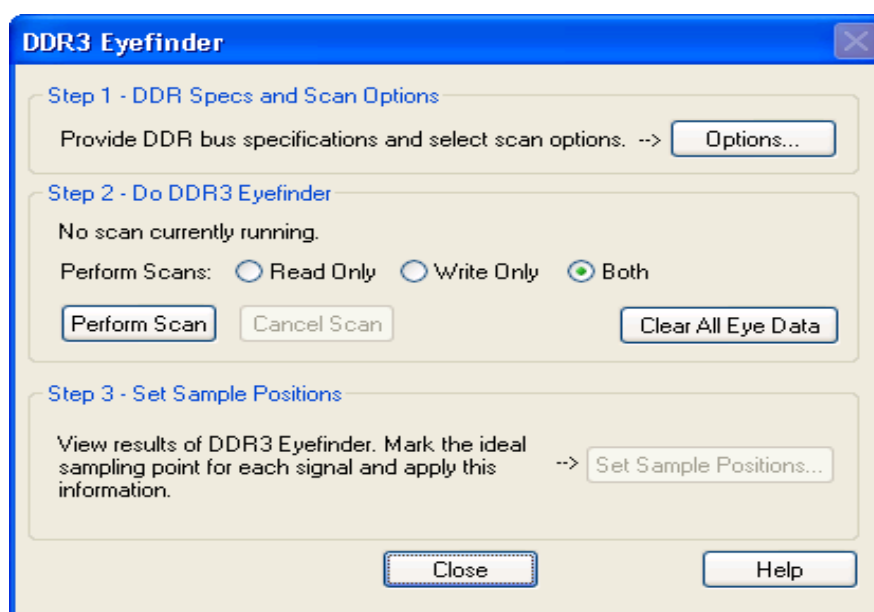 DDR3 Eyefinder
Step 1 - DDR Specs and Scan Options
Provide DDR bus specifications and select scan options. --> Options...
Step 2 - Do DDR3 Eyefinder
No scan currently running.
Perform Scans: Read Only Write Only Both
Perform Scan Cancel Scan Clear All Eye Data
Step 3 - Set Sample Positions
View results of DDR3 Eyefinder. Mark the ideal
sampling point for each signal and apply this
information.
--> Set Sample Positions...
Close Help